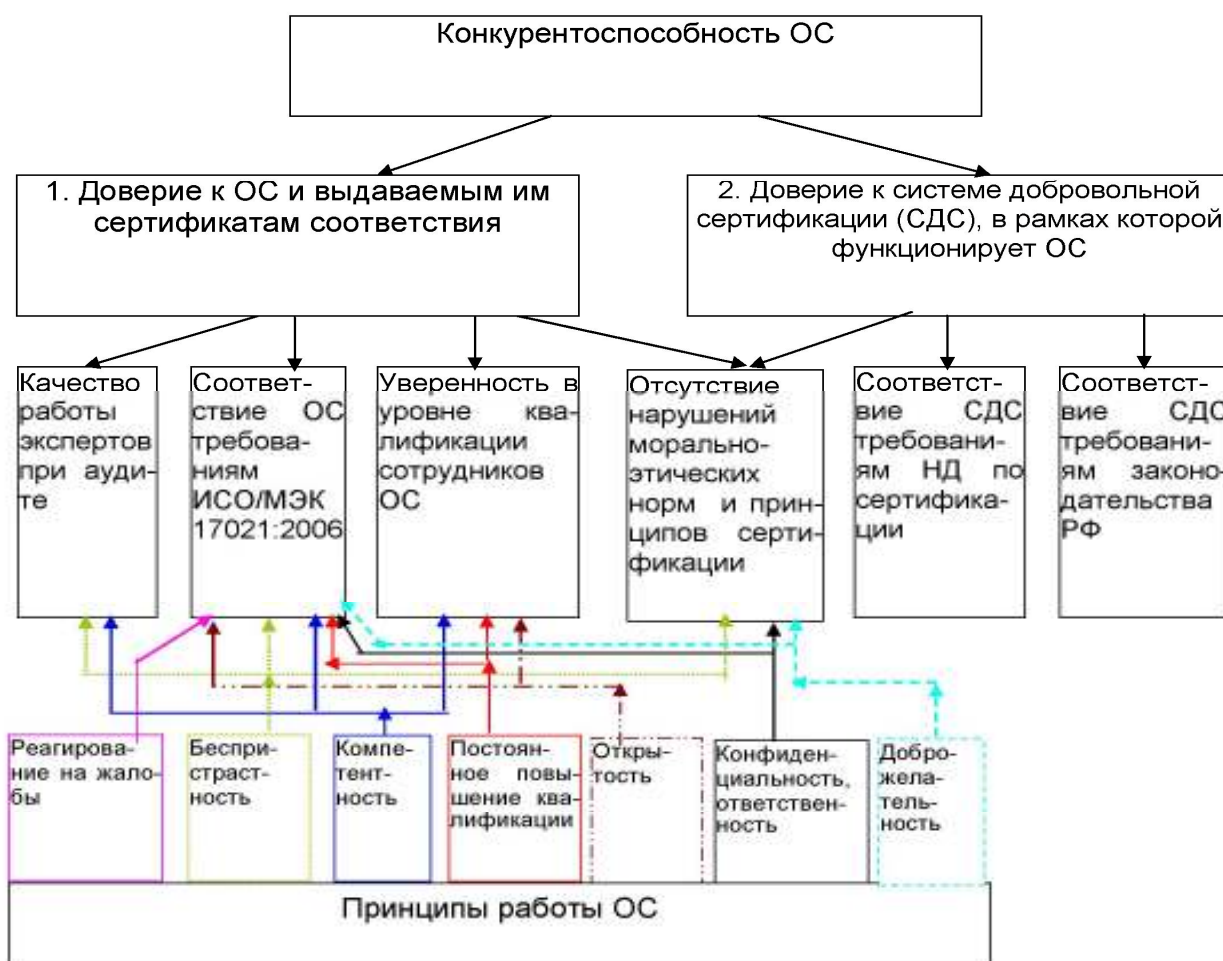 Конкурентоспособность ОС
1. Доверие к ОС и выдаваемым им
сертификатам соответствия
2. Доверие к системе добровольной
сертификации (СДС), в рамках которой
функционирует ОС
Качество
работы
экспертов
при ауди-
те
Соответ-
ствие ОС
требова-
ниям
ИСО/МЭК
17021:2006
Уверенность в
уровне ква-
лификации
сотрудников
ОС
Отсутствие
нарушений
морально-
этических
норм и прин-
ципов серти-
фикации
Соответст-
вие СДС
требовани-
ям НД по
сертифика-
ции
Соответст-
вие СДС
требовани-
ям законо-
дательства
РФ
Реагирова-
ние на жало-
бы
Беспри-
страст-
ность
Компе-
тент-
ность
Постоян-
ное повы-
шение ква-
лификации
Откры-
тость
Конфиден-
циальность,
ответствен-
ность
Добро-
жела-
тель-
ность
Принципы работы ОС